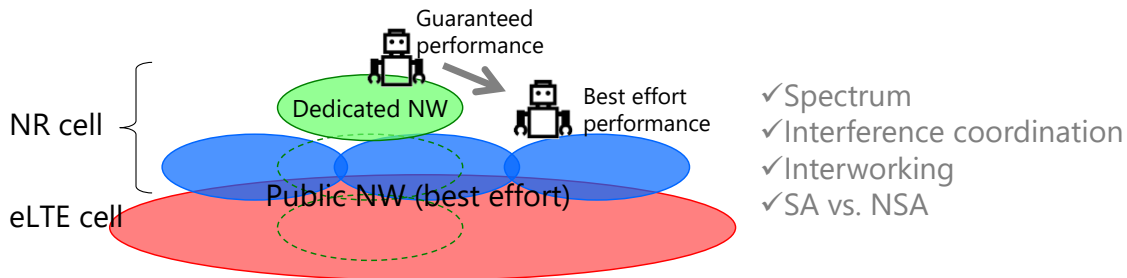 Guaranteed
performance
Dedicated NW
Best effort
performance
NR cell
Public NW (best effort)
eLTE cell
✓Spectrum
✓Interference coordination
✓Interworking
✓SA vs. NSA